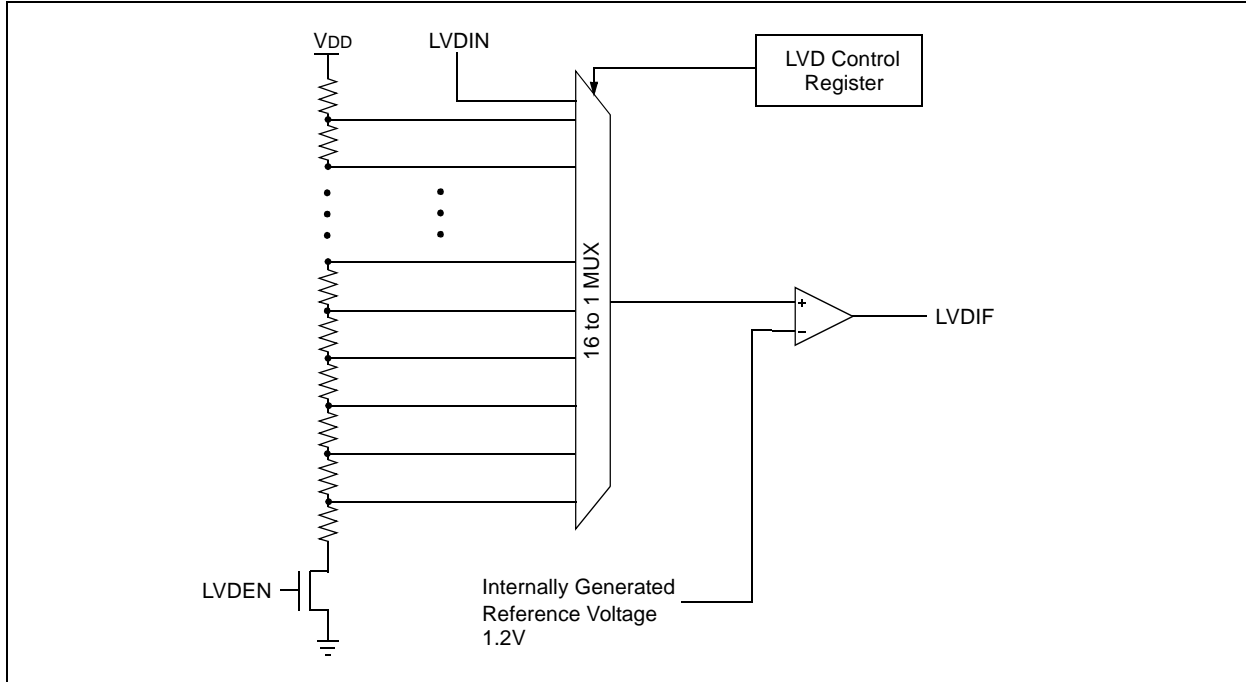 VDD
LVDIN
LVD Control
Register
16 to 1 MUX
+
−
LVDIF
LVDEN
Internally Generated
Reference Voltage
1.2V